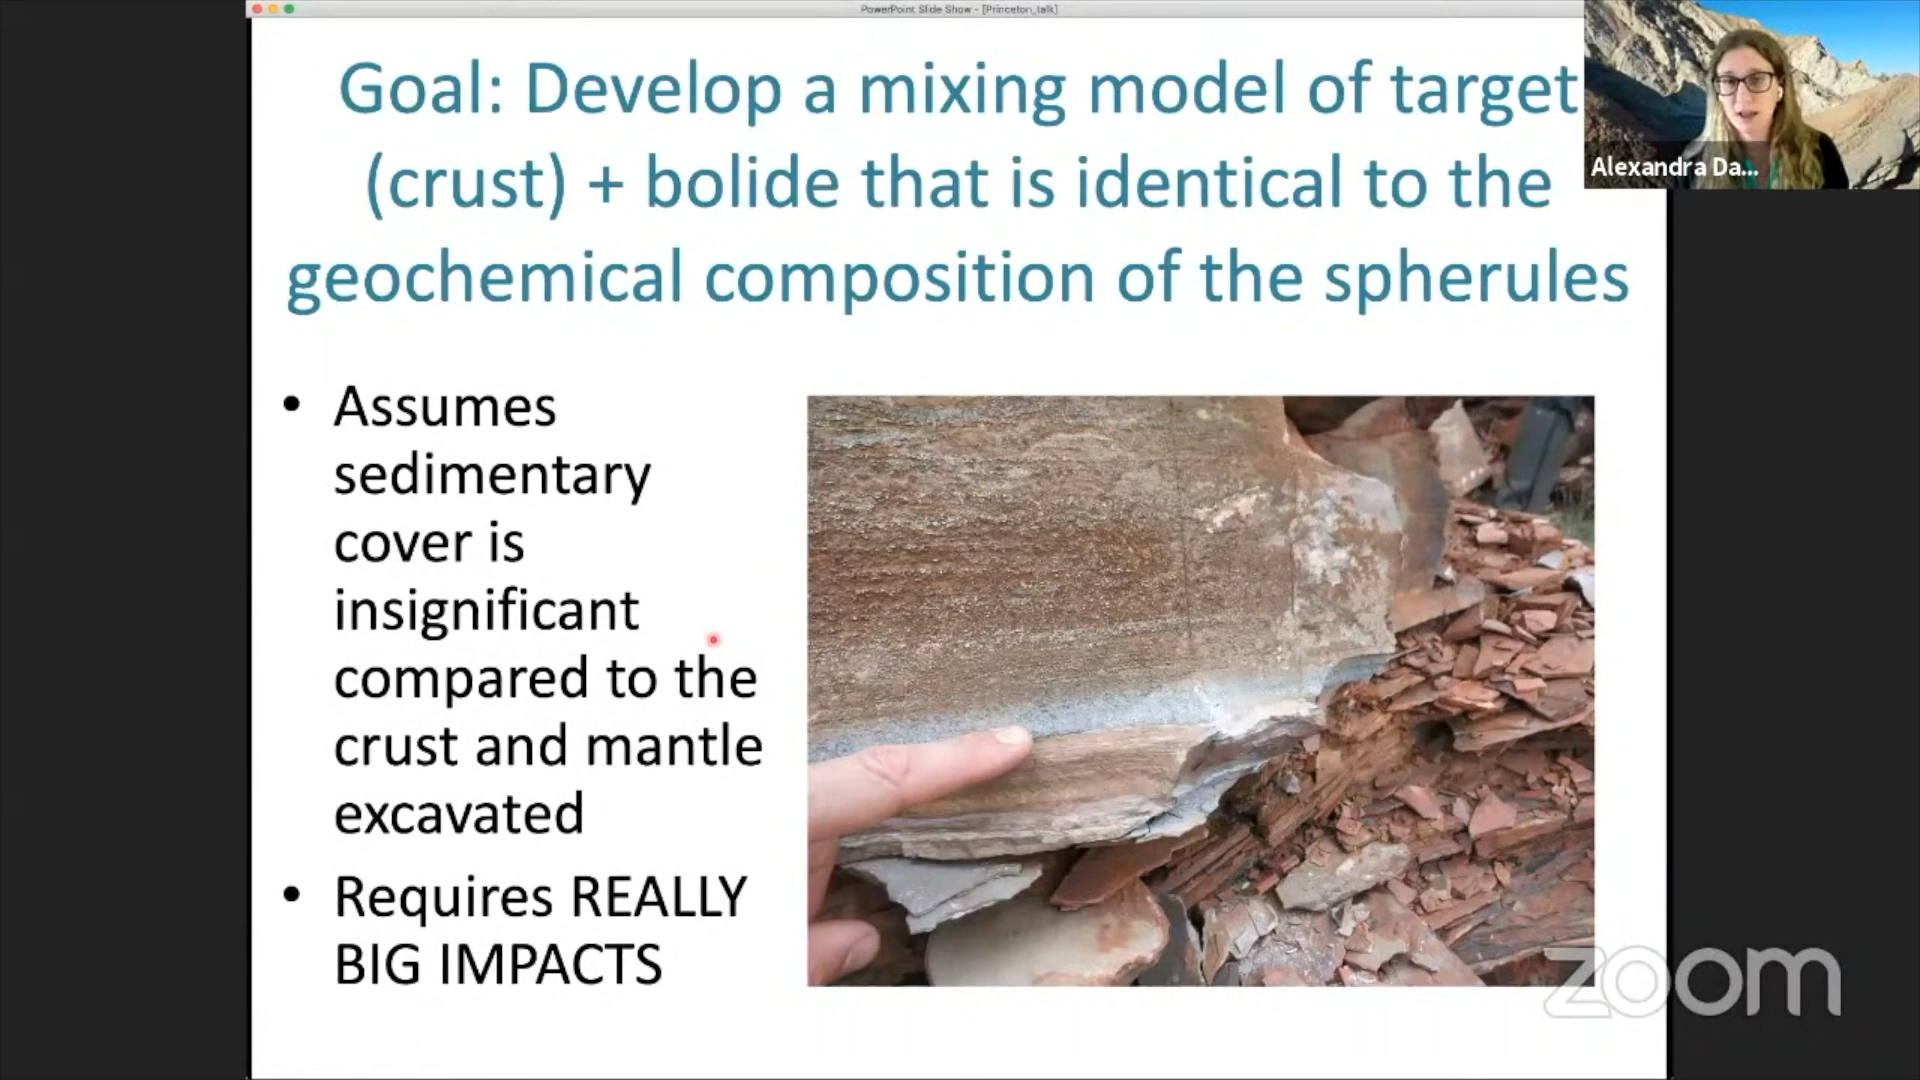 PowerPoint Slide Show - [Princeton_talk]
Goal: Develop a mixing model of target
(crust) + bolide that is identical to the
geochemical composition of the spherules
Alexandra Da...
• Assumes
sedimentary
cover is
insignificant
compared to the
crust and mantle
excavated
• Requires REALLY
BIG IMPACTS
zoom